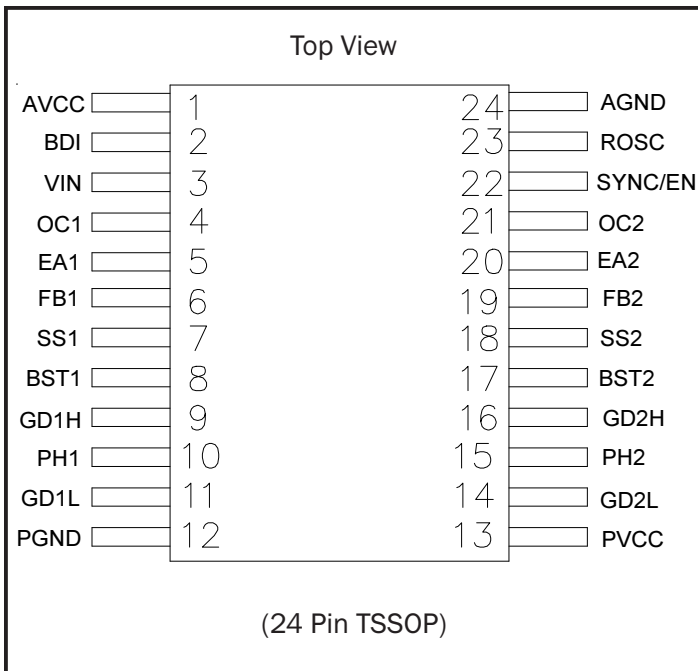 Top View
AVCC 1 24 AGND
BDI 2 23 ROSC
VIN 3 22 SYNC/EN
OC1 4 21 OC2
EA1 5 20 EA2
FB1 6 19 FB2
SS1 7 18 SS2
BST1 8 17 BST2
GD1H 9 16 GD2H
PH1 10 15 PH2
GD1L 11 14 GD2L
PGND 12 13 PVCC
(24 Pin TSSOP)